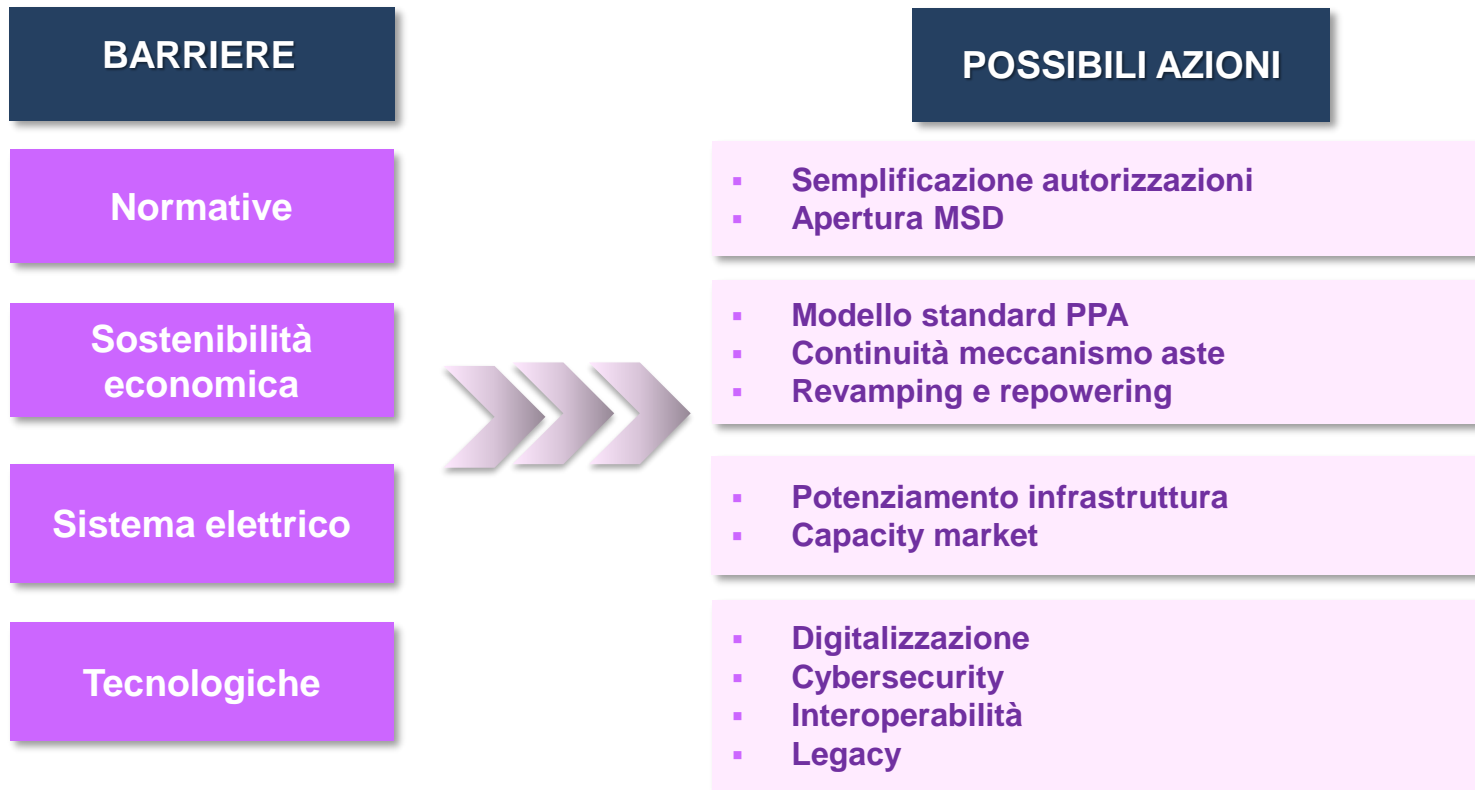 BARRIERE
POSSIBILI AZIONI
Normative
▪ Semplificazione autorizzazioni
▪ Apertura MSD
Sostenibilità
economica
▪ Modello standard PPA
▪ Continuità meccanismo aste
▪ Revamping e repowering
Sistema elettrico
▪ Potenziamento infrastruttura
▪ Capacity market
Tecnologiche
▪ Digitalizzazione
▪ Cybersecurity
▪ Interoperabilità
▪ Legacy